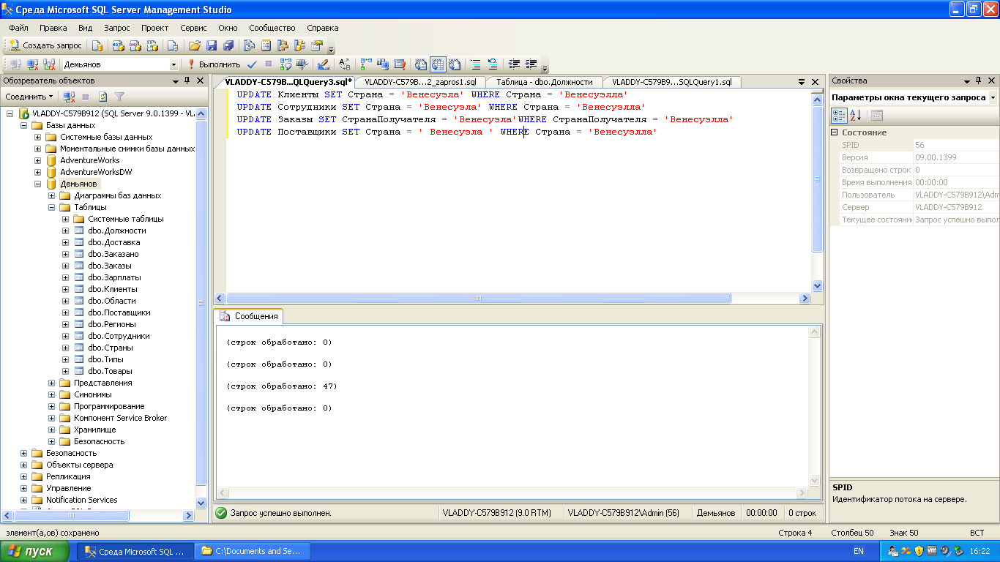 Среда Microsoft SQL Server Management Studio
Файл Правка Вид Запрос Проект Сервис Окно Сообщество Справка
Создать запрос
Демьянов Выполнить
Обозреватель объектов
Соединить
VLADDY-C579B912 (SQL Server 9.0.1399 - VL
Базы данных
Системные базы данных
Моментальные снимки базы данных
AdventureWorks
AdventureWorksDW
Демьянов
Диаграммы баз данных
Таблицы
Системные таблицы
dbo.Должности
dbo.Доставка
dbo.Заказано
dbo.Заказы
dbo.Зарплаты
dbo.Клиенты
dbo.Области
dbo.Поставщики
dbo.Регионы
dbo.Сотрудники
dbo.Страны
dbo.Типы
dbo.Товары
Представления
Синонимы
Программирование
Компонент Service Broker
Хранилище
Безопасность
Безопасность
Объекты сервера
Репликация
Управление
Notification Services
VLADDY-C579B...QLQuery3.sql* VLADDY-C579B...2_zapros1.sql Таблица - dbo.Должности VLADDY-C579B9...SQLQuery1.sql
UPDATE Клиенты SET Страна = 'Венесуэла' WHERE Страна = 'Венесуэлла'
UPDATE Сотрудники SET Страна = 'Венесуэла' WHERE Страна = 'Венесуэлла'
UPDATE Заказы SET СтранаПолучателя = 'Венесуэла'WHERE СтранаПолучателя = 'Венесуэлла'
UPDATE Поставщики SET Страна = ' Венесуэла ' WHERE Страна = 'Венесуэлла'
Сообщения
(строк обработано: 0)
(строк обработано: 0)
(строк обработано: 47)
(строк обработано: 0)
Запрос успешно выполнен. VLADDY-C579B912 (9.0 RTM) VLADDY-C579B912\Admin (56) Демьянов 00:00:00 0 строк
Свойства
Параметры окна текущего запроса
Состояние
SPID 56
Версия 09.00.1399
Возвращено строк 0
Время выполнения 00:00:00
Пользователь VLADDY-C579B912\Adm
Сервер VLADDY-C579B912
Текущее состояни Запрос успешно выпол
SPID
Идентификатор потока на сервере.
элемент(а,ов) сохранено Строка 4 Столбец 50 Знак 50 ВСТ
пуск Среда Microsoft SQL ... C:\Documents and Se... EN 16:22